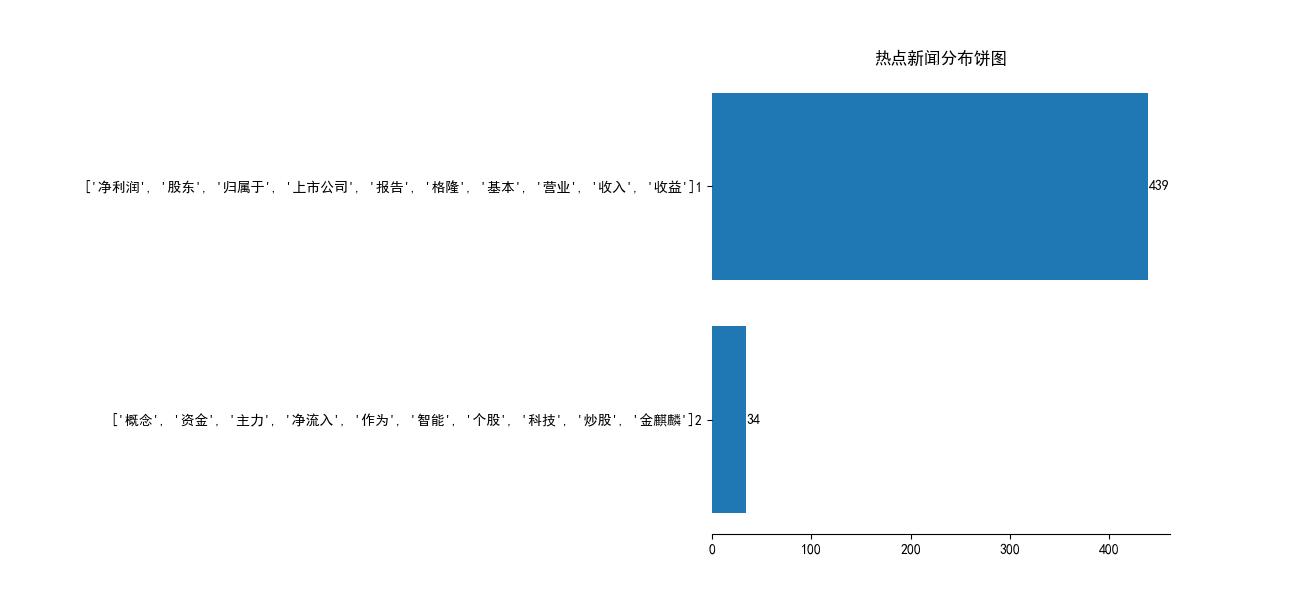 热点新闻分布饼图
['净利润', '股东', '归属于', '上市公司', '报告', '格隆', '基本', '营业', '收入', '收益']1
439
['概念', '资金', '主力', '净流入', '作为', '智能', '个股', '科技', '炒股', '金麒麟']2
34
0 100 200 300 400